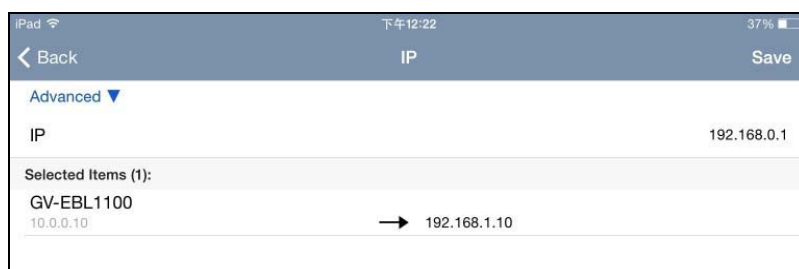 iPad 下午12:22 37%
Back IP Save
Advanced ▼
IP 192.168.0.1
Selected Items (1):
GV-EBL1100
10.0.0.10 → 192.168.1.10